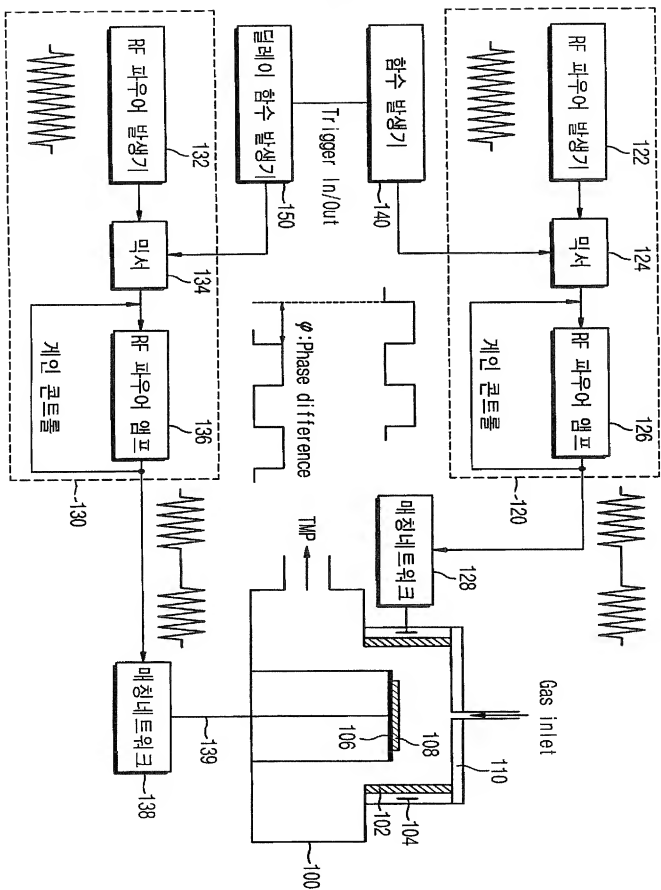 RF 파우어 발생기
122
믹서
124
RF 파우어 앰프
126
게인 콘트롤
120
함수 발생기
140
Trigger In/Out
딜레이 함수 발생기
150
φ:Phase difference
RF 파우어 발생기
132
믹서
134
RF 파우어 앰프
136
게인 콘트롤
130
매칭네트워크
128
Gas inlet
110
108
106
104
102
100
TMP
139
매칭네트워크
138